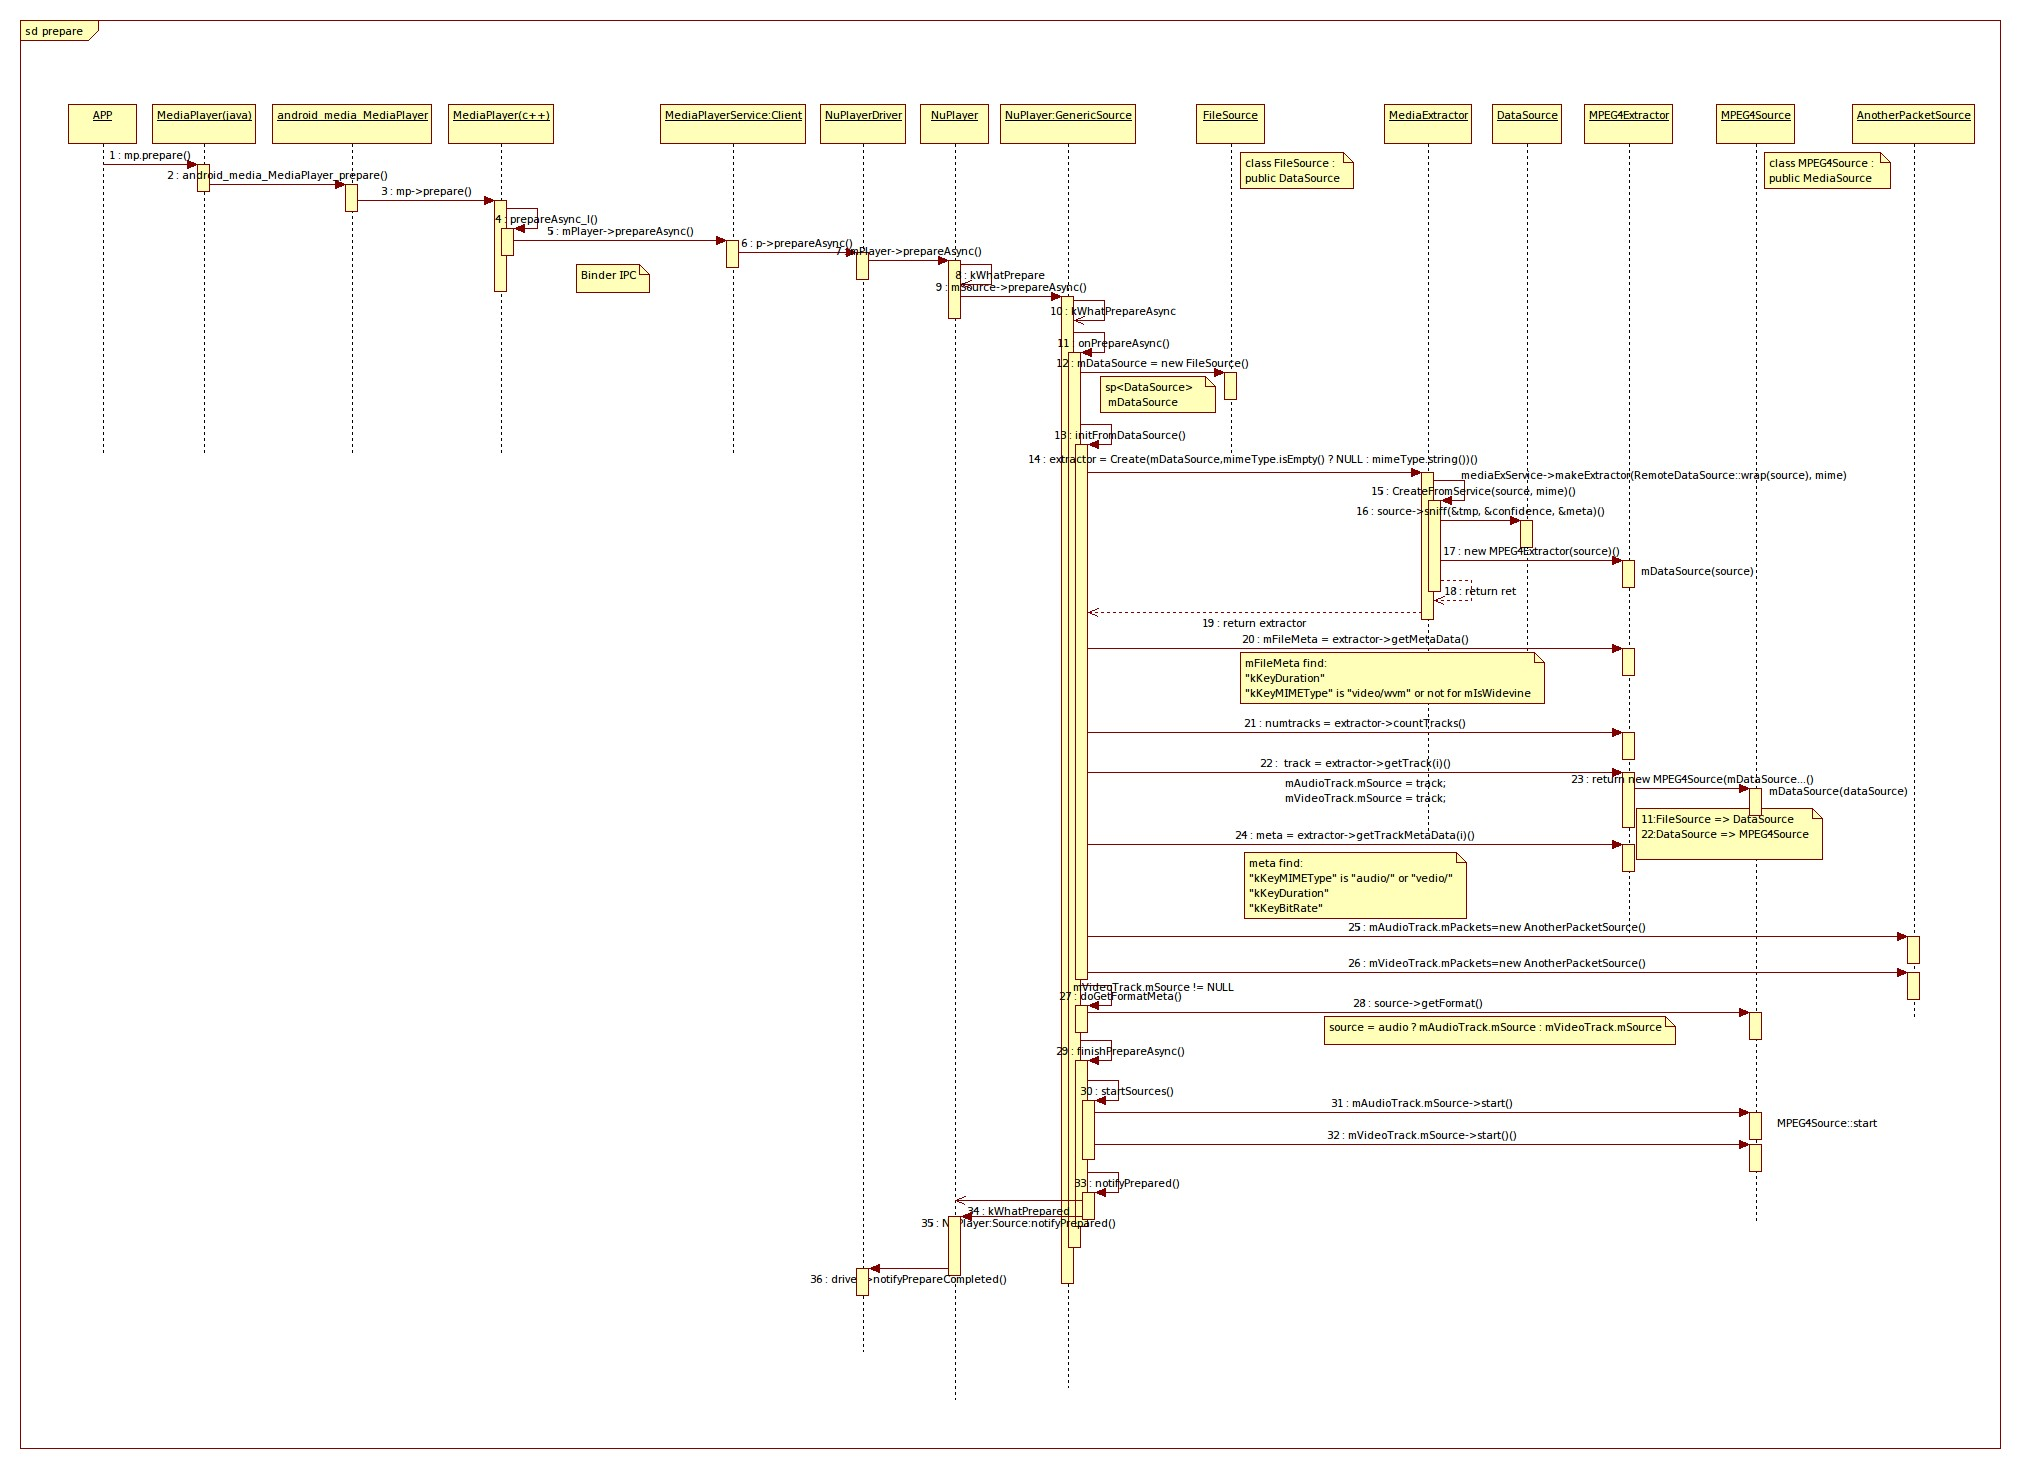 sd prepare
APP
MediaPlayer(java)
android_media_MediaPlayer
MediaPlayer(c++)
MediaPlayerService:Client
NuPlayerDriver
NuPlayer
NuPlayer:GenericSource
FileSource
MediaExtractor
DataSource
MPEG4Extractor
MPEG4Source
AnotherPacketSource
1 : mp.prepare()
class FileSource :
public DataSource
class MPEG4Source :
public MediaSource
2 : android_media_MediaPlayer_prepare()
3 : mp->prepare()
4 : prepareAsync_l()
5 : mPlayer->prepareAsync()
6 : p->prepareAsync()
7 : mPlayer->prepareAsync()
Binder IPC
8 : kWhatPrepare
9 : mSource->prepareAsync()
10 : kWhatPrepareAsync
11 : onPrepareAsync()
12 : mDataSource = new FileSource()
sp<DataSource>
mDataSource
13 : initFromDataSource()
14 : extractor = Create(mDataSource,mimeType.isEmpty() ? NULL : mimeType.string())()
mediaExService->makeExtractor(RemoteDataSource::wrap(source), mime)
15 : CreateFromService(source, mime)()
16 : source->sniff(&tmp, &confidence, &meta)()
17 : new MPEG4Extractor(source)()
mDataSource(source)
18 : return ret
19 : return extractor
20 : mFileMeta = extractor->getMetaData()
mFileMeta find:
"kKeyDuration"
"kKeyMIMEType" is "video/wvm" or not for mIsWidevine
21 : numtracks = extractor->countTracks()
22 :  track = extractor->getTrack(i)()
mAudioTrack.mSource = track;
mVideoTrack.mSource = track;
23 : return new MPEG4Source(mDataSource...()
mDataSource(dataSource)
11:FileSource => DataSource
22:DataSource => MPEG4Source
24 : meta = extractor->getTrackMetaData(i)()
meta find:
"kKeyMIMEType" is "audio/" or "vedio/"
"kKeyDuration"
"kKeyBitRate"
25 : mAudioTrack.mPackets=new AnotherPacketSource()
26 : mVideoTrack.mPackets=new AnotherPacketSource()
mVideoTrack.mSource != NULL
27 : doGetFormatMeta()
28 : source->getFormat()
source = audio ? mAudioTrack.mSource : mVideoTrack.mSource
29 : finishPrepareAsync()
30 : startSources()
31 : mAudioTrack.mSource->start()
MPEG4Source::start
32 : mVideoTrack.mSource->start()()
33 : notifyPrepared()
34 : kWhatPrepared
35 : NuPlayer:Source:notifyPrepared()
36 : driver->notifyPrepareCompleted()